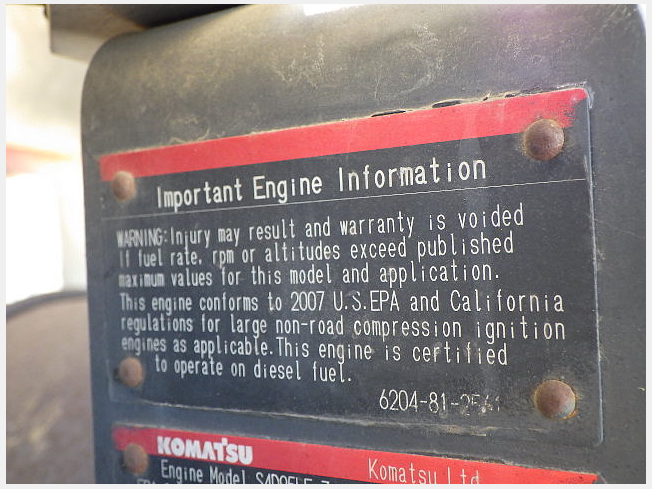 Important Engine Information
WARNING:Injury may result and warranty is voided
if fuel rate, rpm or altitudes exceed published
maximum values for this model and application.
This engine conforms to 2007 U.S.EPA and California
regulations for large non-road compression ignition
engines as applicable.This engine is certified
to operate on diesel fuel.
6204-81-
KOMATSU
Komatsu Ltd
Engine Model